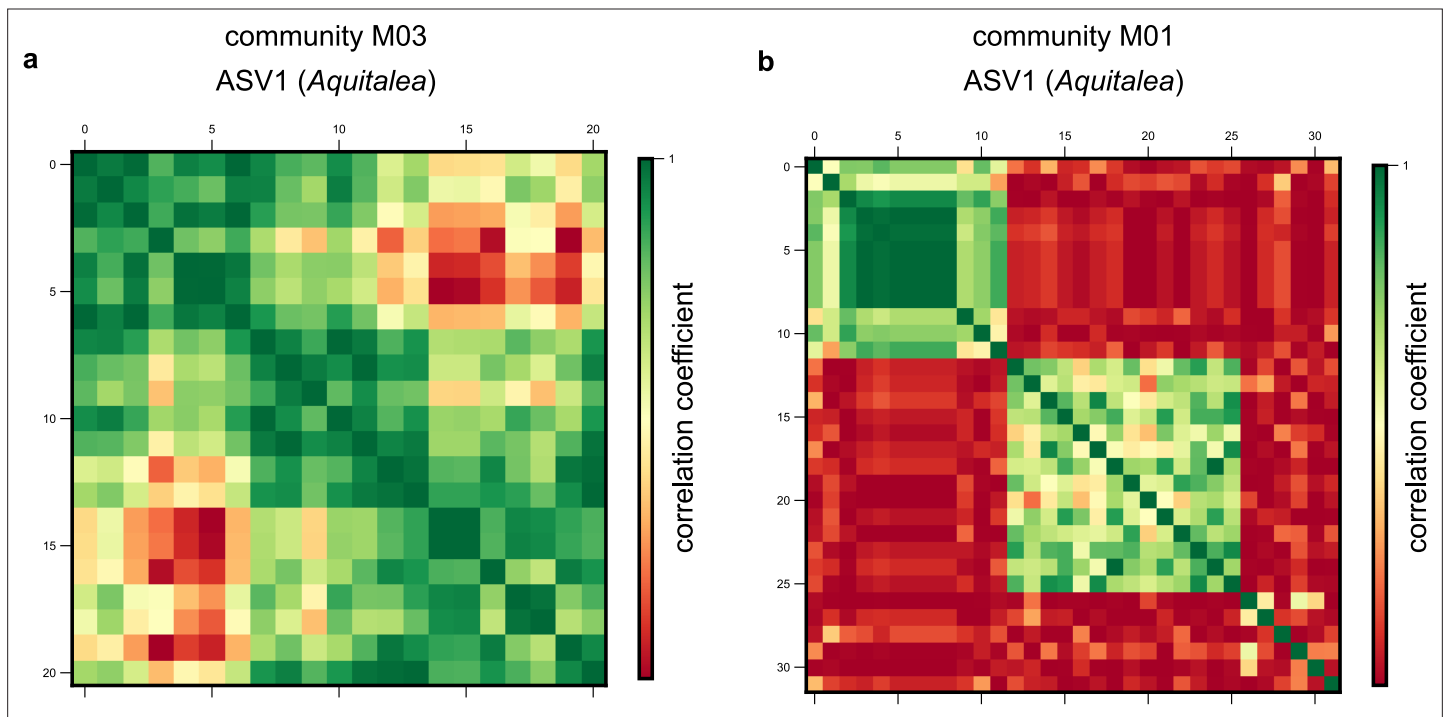 a
community M03
ASV1 (Aquitalea)
0 5 10 15 20
0
5
10
15
20
1
correlation coefficient
b
community M01
ASV1 (Aquitalea)
0 5 10 15 20 25 30
0
5
10
15
20
25
30
1
correlation coefficient